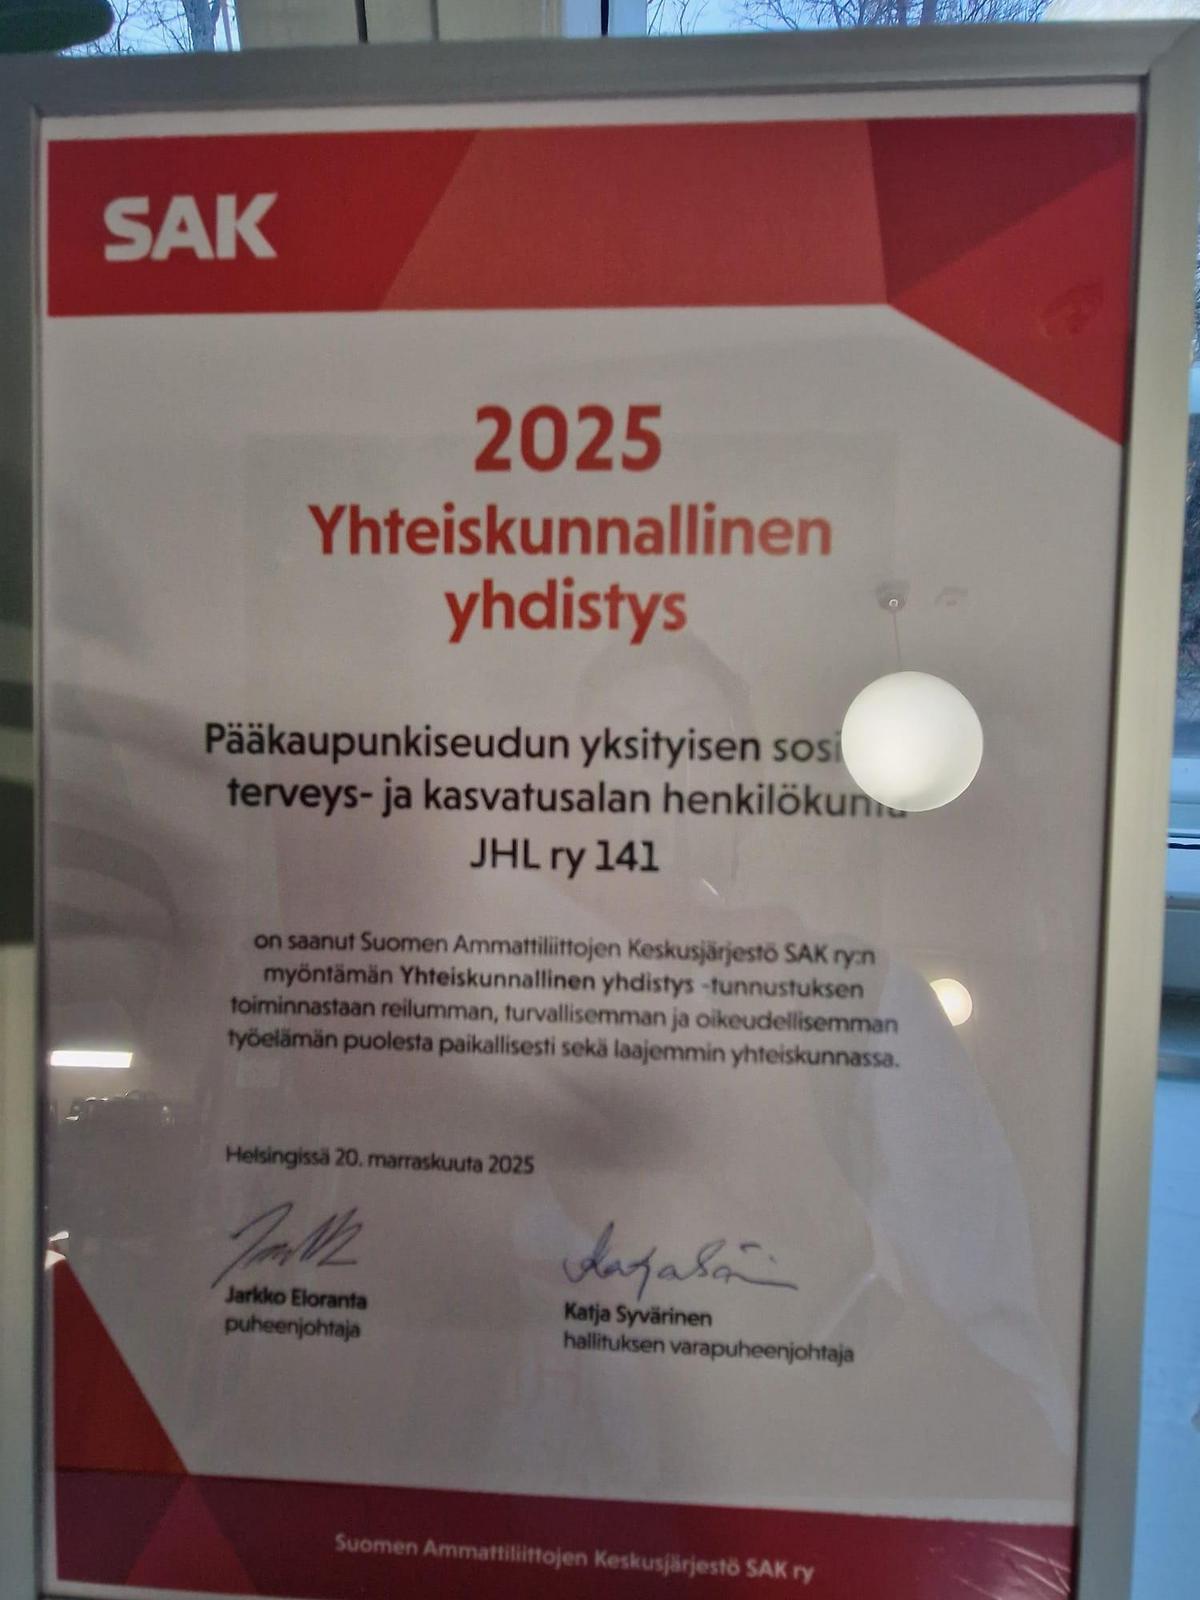 SAK
2025
Yhteiskunnallinen
yhdistys
Pääkaupunkiseudun yksityisen
terveys- ja kasvatusalan henkilökunta
JHL ry 141
on saanut Suomen Ammattiliittojen Keskusjärjestö SAK ry:n
myöntämän Yhteiskunnallinen yhdistys -tunnustuksen
toiminnastaan reilumman, turvallisemman ja oikeudellisemman
työelämän puolesta paikallisesti sekä laajemmin yhteiskunnassa.
Helsingissä 20. marraskuuta 2025
Jarkko Eloranta
puheenjohtaja
Katja Syvärinen
hallituksen varapuheenjohtaja
Suomen Ammattiliittojen Keskusjärjestö SAK ry